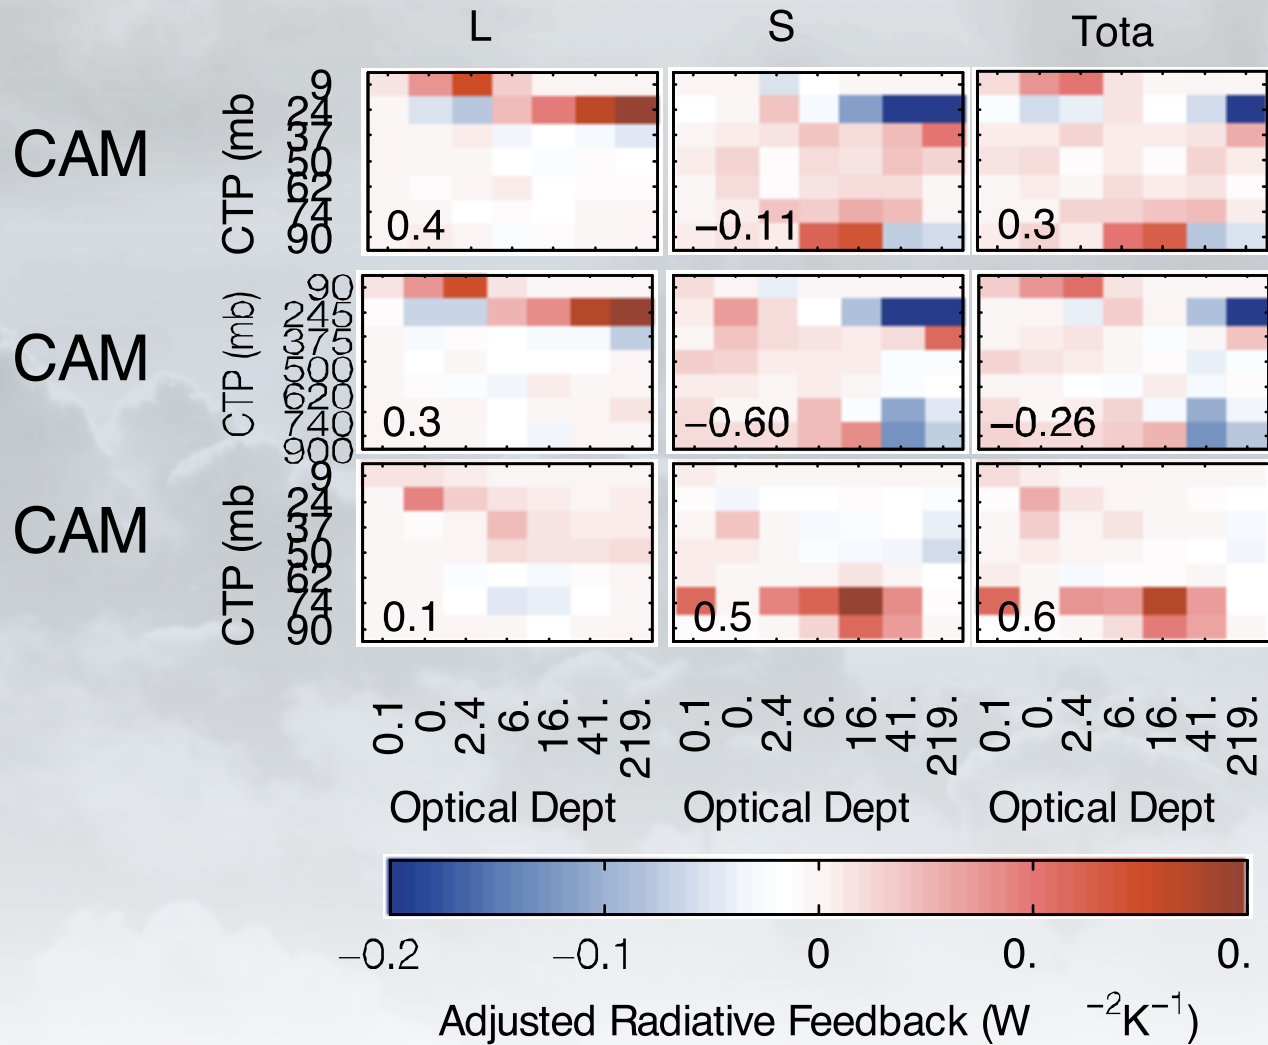 L S Tota
CAM
CTP (mb
9
24
37
50
62
74
90
0.4
−0.11
0.3
CAM
CTP (mb)
90
245
375
500
620
740
900
0.3
−0.60
−0.26
CAM
CTP (mb
9
24
37
50
62
74
90
0.1
0.5
0.6
0.1 0. 2.4 6. 16. 41. 219.
0.1 0. 2.4 6. 16. 41. 219.
0.1 0. 2.4 6. 16. 41. 219.
Optical Dept Optical Dept Optical Dept
−0.2 −0.1 0 0. 0.
Adjusted Radiative Feedback (W −2K−1)